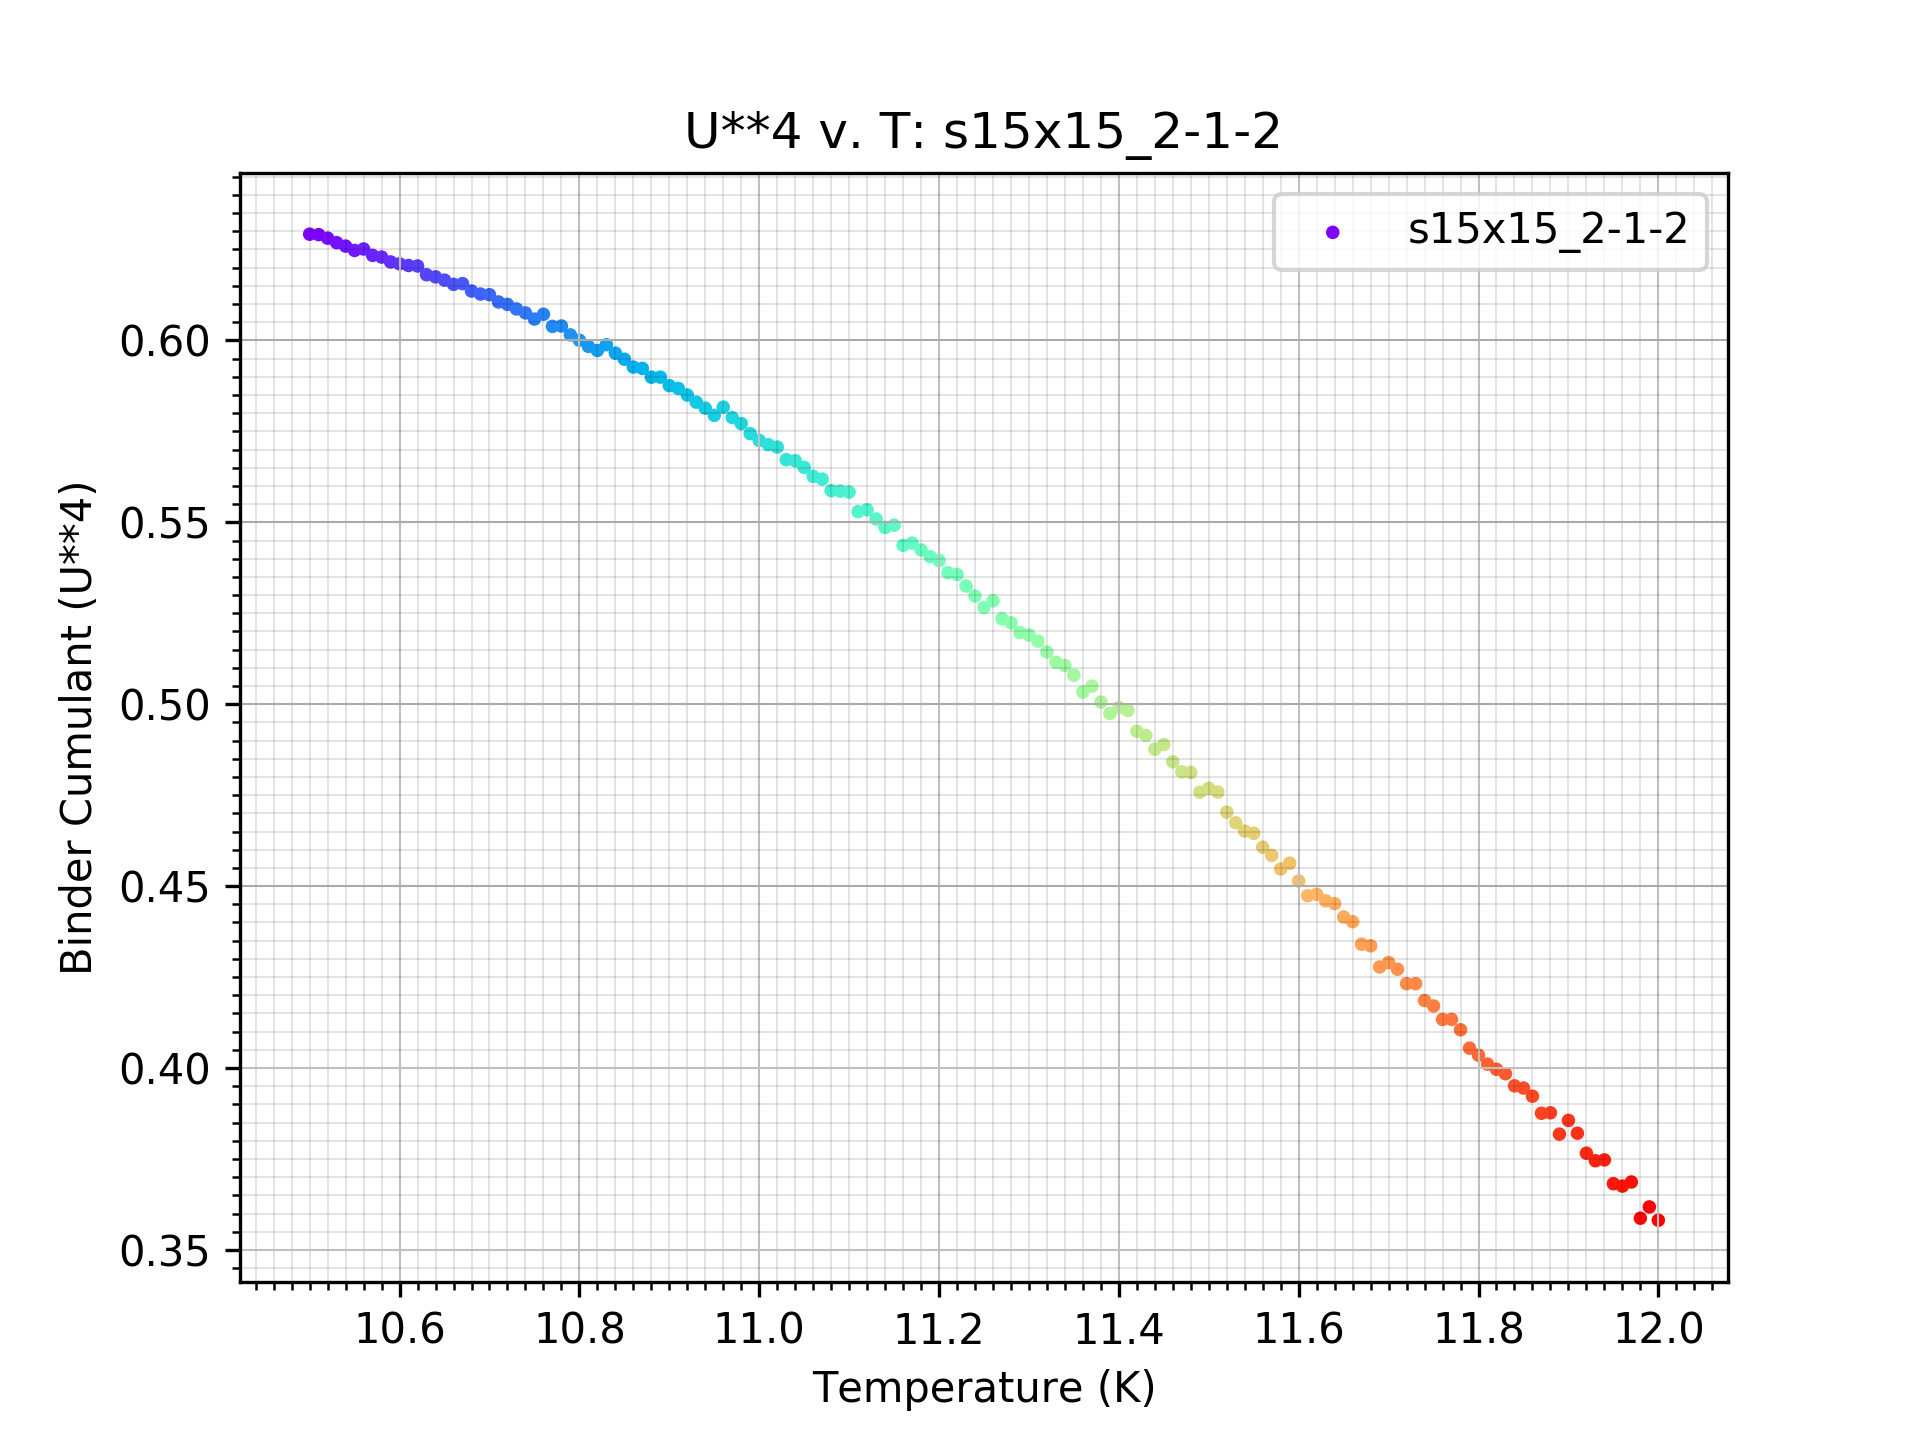 U**4 v. T: s15x15_2-1-2
s15x15_2-1-2
Binder Cumulant (U**4)
0.60
0.55
0.50
0.45
0.40
0.35
10.6 10.8 11.0 11.2 11.4 11.6 11.8 12.0
Temperature (K)